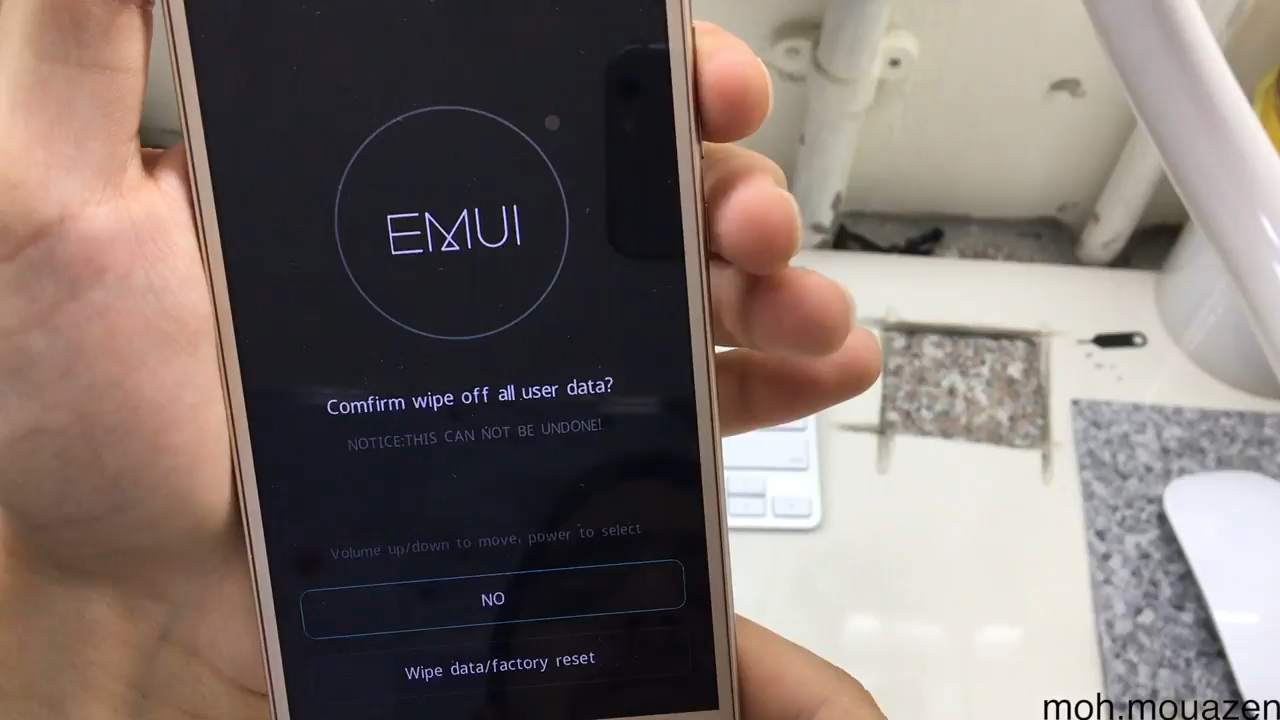 EMUI
Comfirm wipe off all user data?
NOTICE:THIS CAN NOT BE UNDONE!
Volume up/down to move, power to select
NO
Wipe data/factory reset
moh.mouazen